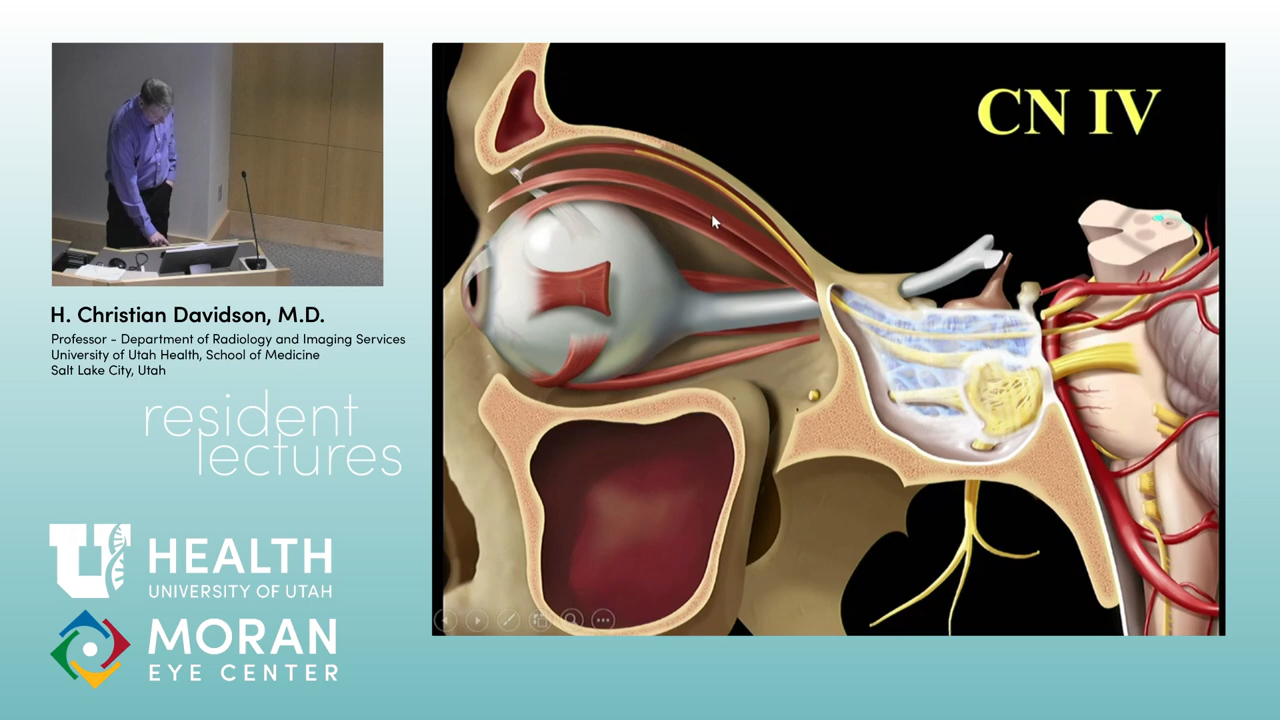 CN IV
H. Christian Davidson, M.D.
Professor - Department of Radiology and Imaging Services
University of Utah Health, School of Medicine
Salt Lake City, Utah
resident
lectures
U HEALTH
UNIVERSITY OF UTAH
MORAN
EYE CENTER